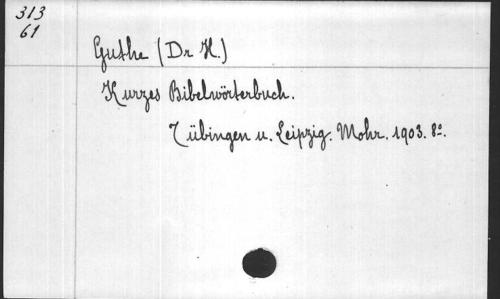 313
61
Guthe (Dr H.)
Kurzes Bibelwörterbuch.
Tübingen u. Leipzig. Mohr. 1903. 8°.